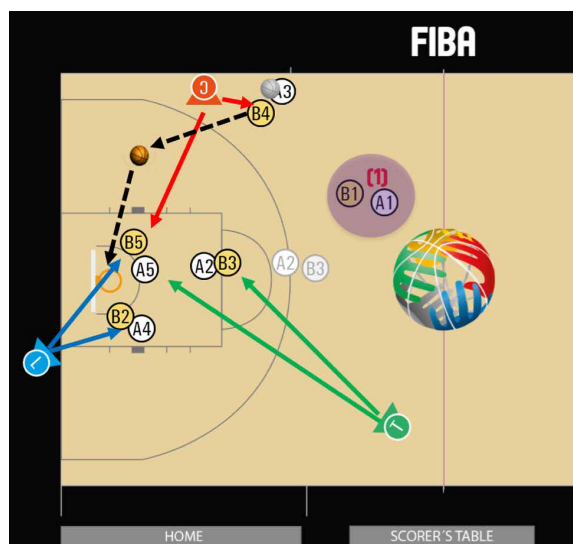 FIBA
C
A3
B4
(1)
B1
A1
B5
A5
A2
B3
A2
B3
B2
A4
L
T
HOME
SCORER´S TABLE